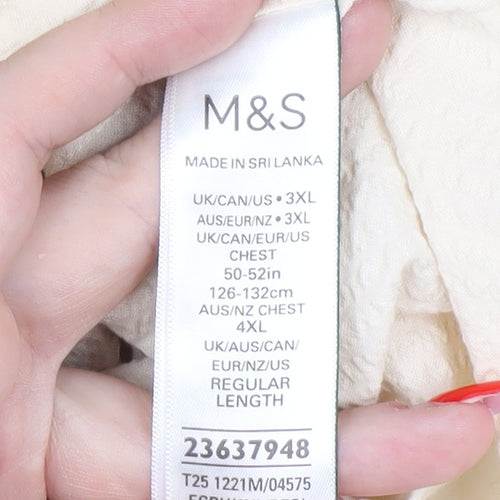 M&S
MADE IN SRI LANKA
UK/CAN/US • 3XL
AUS/EUR/NZ • 3XL
UK/CAN/EUR/US
CHEST
50-52in
126-132cm
AUS/NZ CHEST
4XL
UK/AUS/CAN/
EUR/NZ/US
REGULAR
LENGTH
23637948
T25 1221M/04575